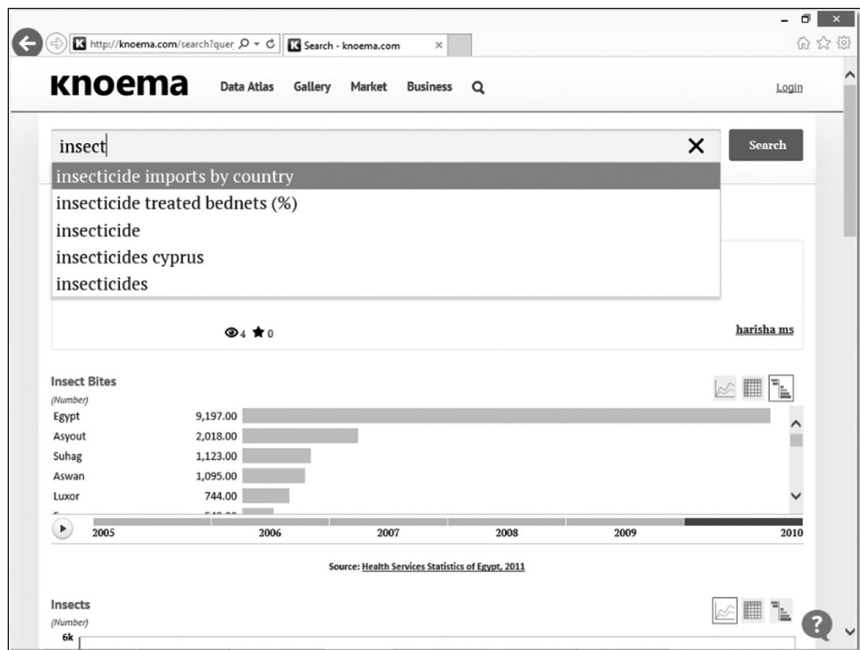 http://knoema.com/search?quer
Search - knoema.com
knoema
Data Atlas Gallery Market Business
Login
insect
Search
insecticide imports by country
insecticide treated bednets (%)
insecticide
insecticides cyprus
insecticides
4 0
harisha ms
Insect Bites
(Number)
Egypt 9,197.00
Asyout 2,018.00
Suhag 1,123.00
Aswan 1,095.00
Luxor 744.00
2005 2006 2007 2008 2009 2010
Source: Health Services Statistics of Egypt, 2011
Insects
(Number)
6k